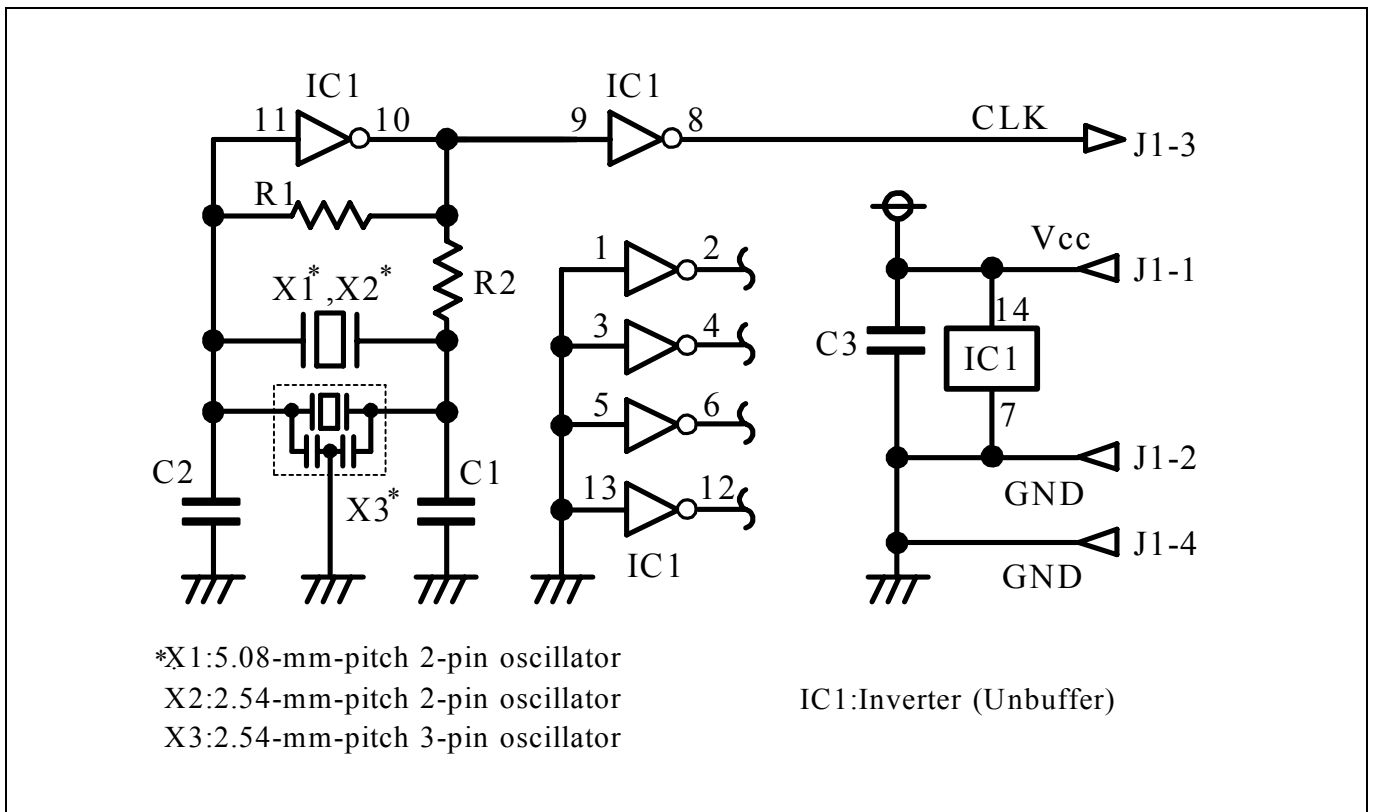 IC1 IC1
11 10 9 8 CLK J1-3
R1
1 2 Vcc J1-1
X1*,X2* R2
3 4 C3 14
IC1
5 6 7
C2 C1 J1-2
13 12 GND
X3*
IC1 J1-4
GND
*X1:5.08-mm-pitch 2-pin oscillator
X2:2.54-mm-pitch 2-pin oscillator IC1:Inverter (Unbuffer)
X3:2.54-mm-pitch 3-pin oscillator